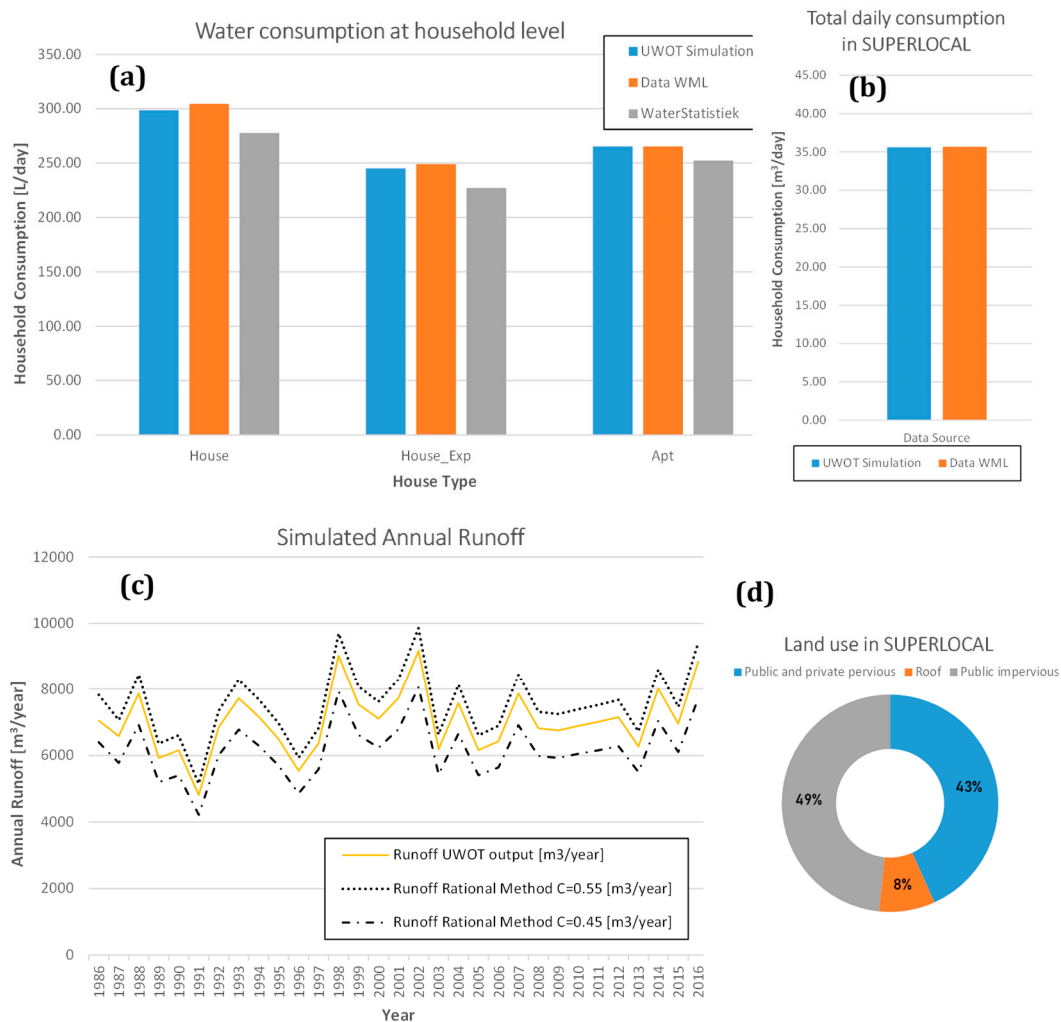 Water consumption at household level
(a)
UWOT Simulation
Data WML
WaterStatistiek
Household Consumption [L/day]
350.00
300.00
250.00
200.00
150.00
100.00
50.00
0.00
House House_Exp Apt
House Type
Total daily consumption
in SUPERLOCAL
(b)
Household Consumption [m³/day]
45.00
40.00
35.00
30.00
25.00
20.00
15.00
10.00
5.00
0.00
Data Source
UWOT Simulation Data WML
Simulated Annual Runoff
(c)
Annual Runoff [m3/year]
12000
10000
8000
6000
4000
2000
0
Runoff UWOT output [m3/year]
Runoff Rational Method C=0.55 [m3/year]
Runoff Rational Method C=0.45 [m3/year]
1986 1987 1988 1989 1990 1991 1992 1993 1994 1995 1996 1997 1998 1999 2000 2001 2002 2003 2004 2005 2006 2007 2008 2009 2010 2011 2012 2013 2014 2015 2016
Year
(d)
Land use in SUPERLOCAL
Public and private pervious Roof Public impervious
49%
43%
8%